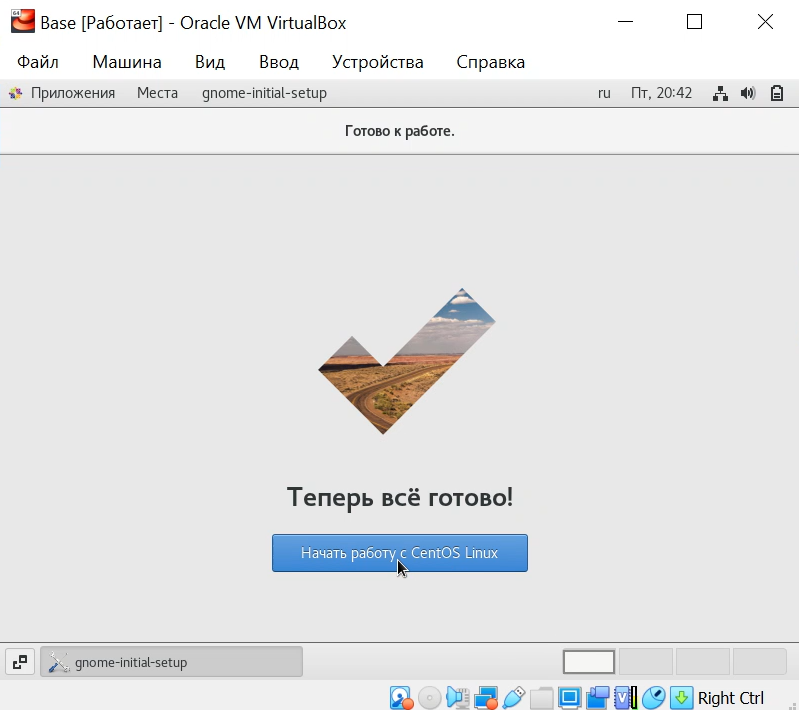 Base [Работает] - Oracle VM VirtualBox
Файл Машина Вид Ввод Устройства Справка
Приложения Места gnome-initial-setup ru Пт, 20:42
Готово к работе.
Теперь всё готово!
Начать работу с CentOS Linux
gnome-initial-setup
Right Ctrl